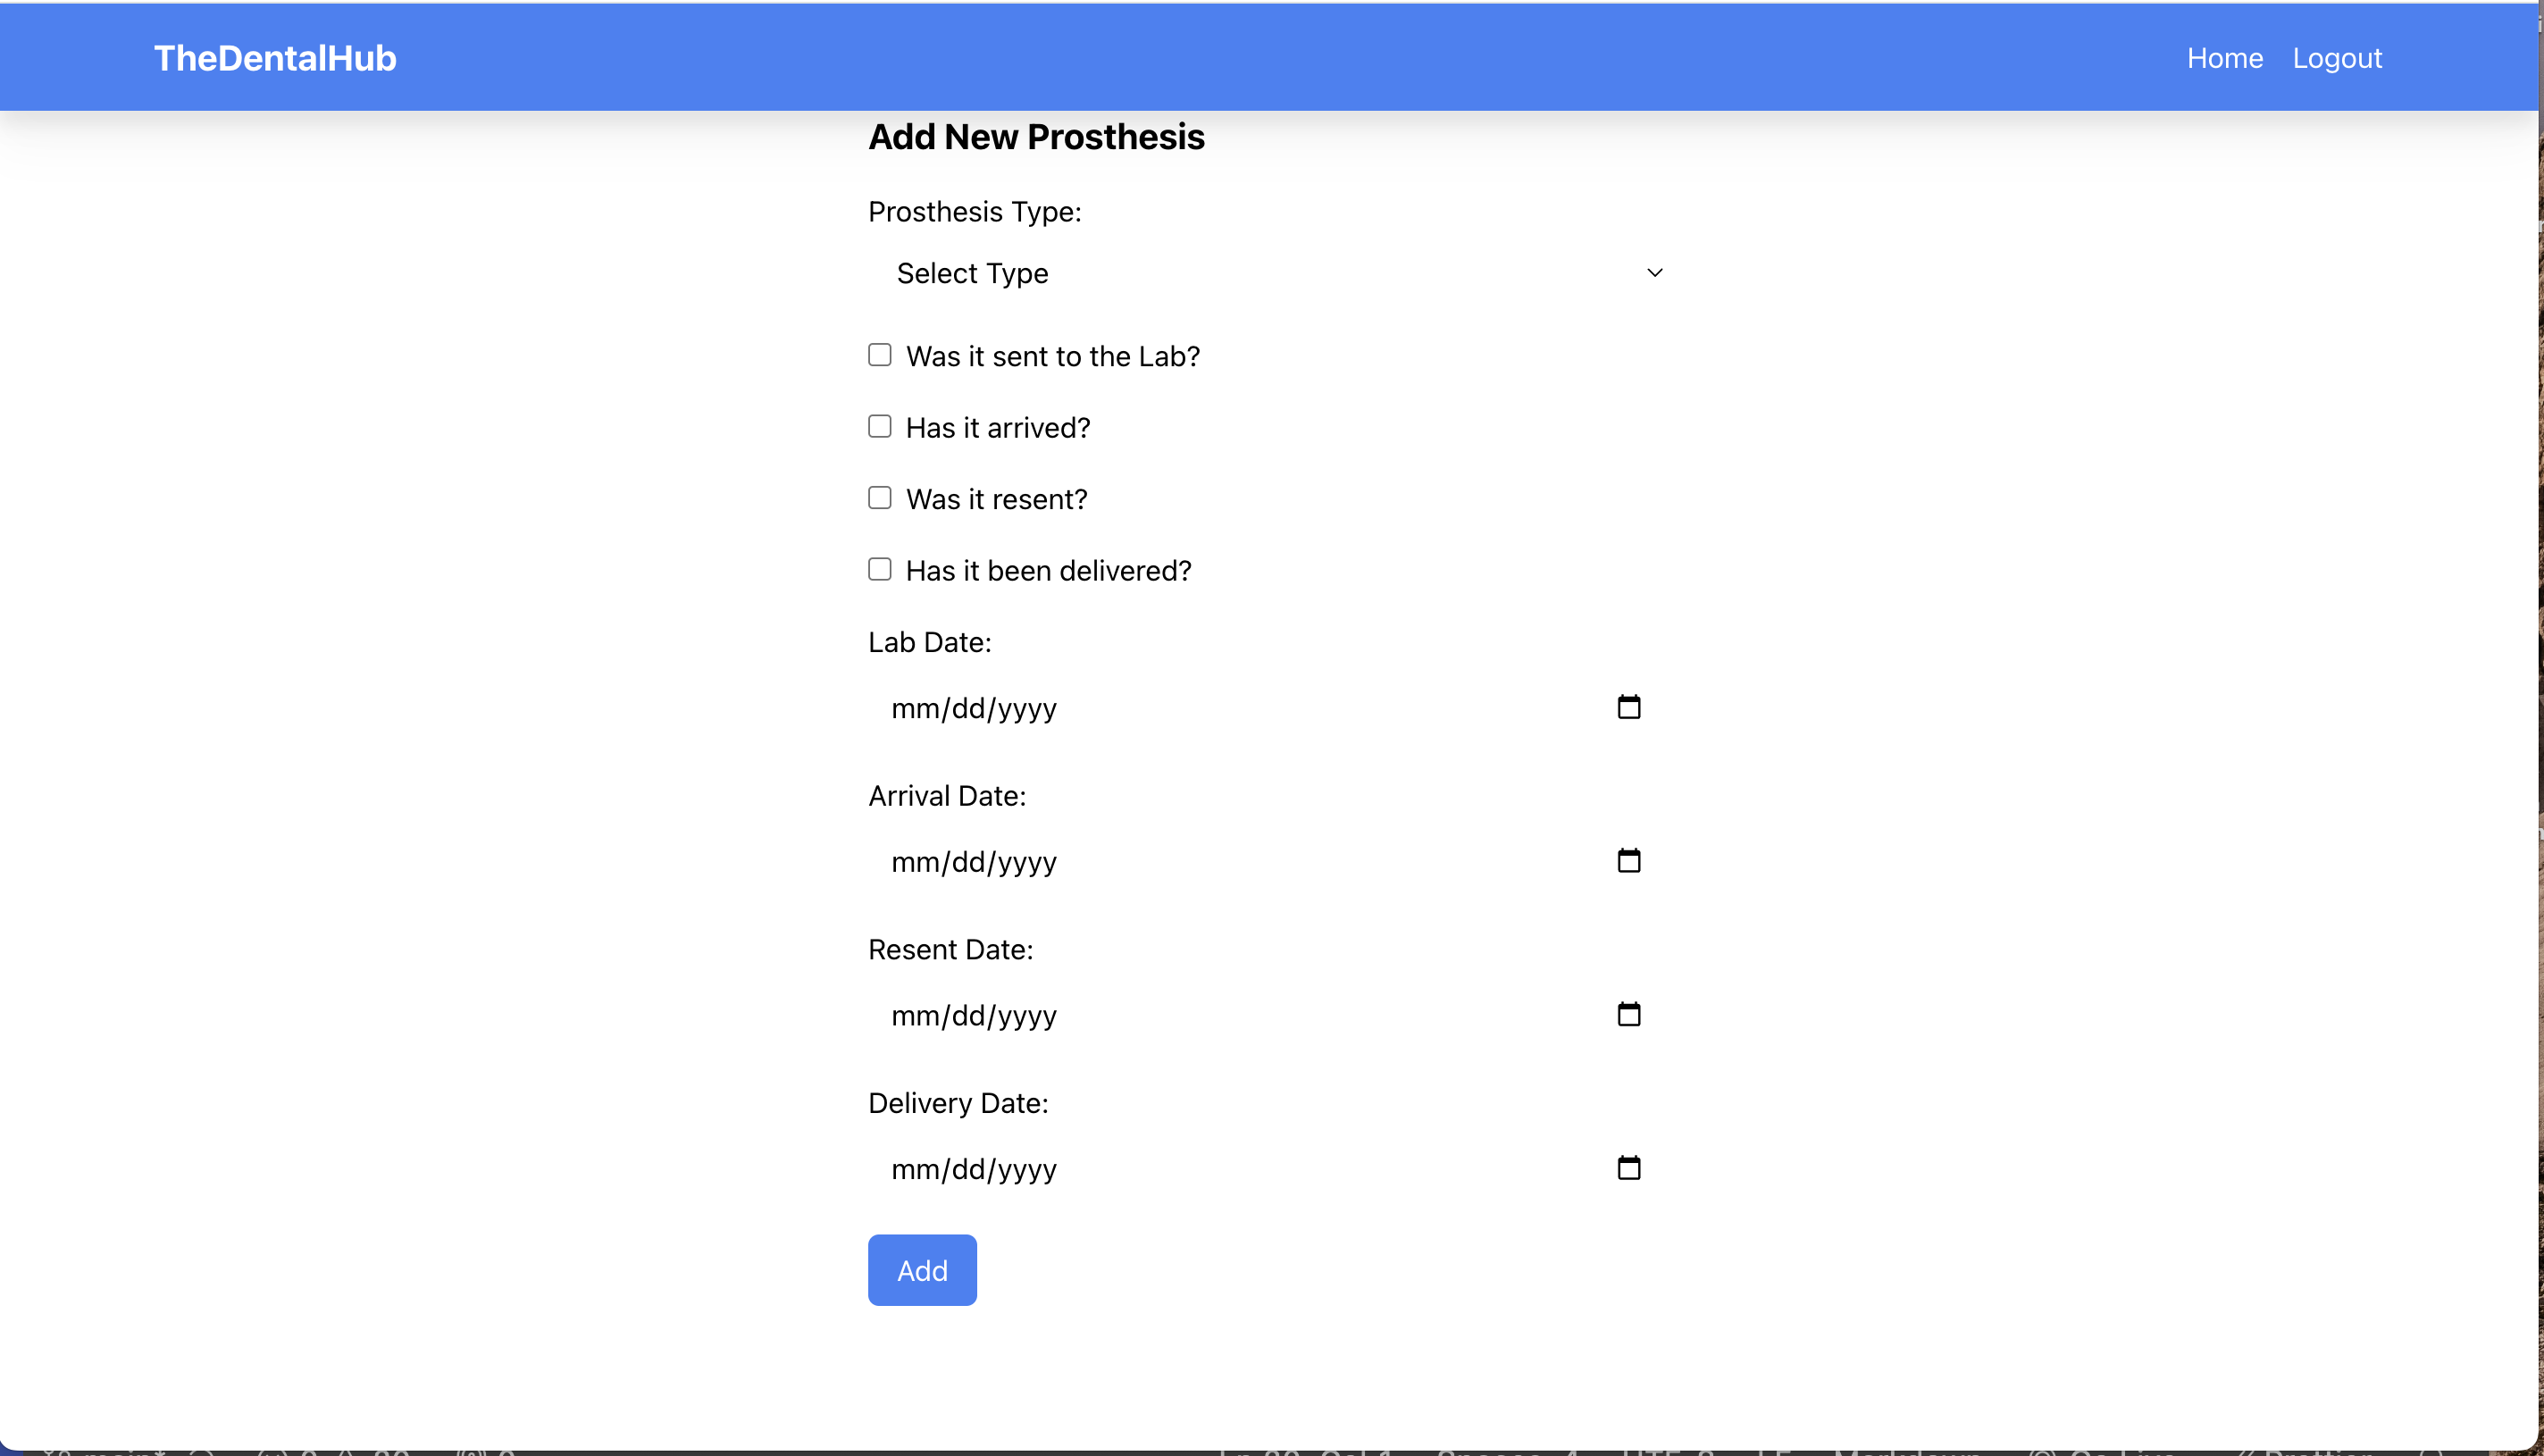 TheDentalHub
Home Logout
Add New Prosthesis
Prosthesis Type:
Select Type
Was it sent to the Lab?
Has it arrived?
Was it resent?
Has it been delivered?
Lab Date:
mm/dd/yyyy
Arrival Date:
mm/dd/yyyy
Resent Date:
mm/dd/yyyy
Delivery Date:
mm/dd/yyyy
Add